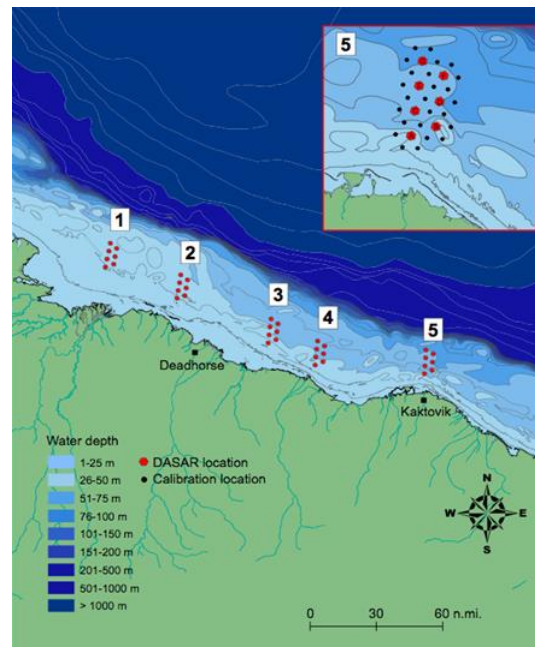 5
1
2
3
4
5
Deadhorse
Kaktovik
Water depth
1-25 m
26-50 m
51-75 m
76-100 m
101-150 m
151-200 m
201-500 m
501-1000 m
> 1000 m
DASAR location
Calibration location
N
W E
S
0 30 60 n.mi.